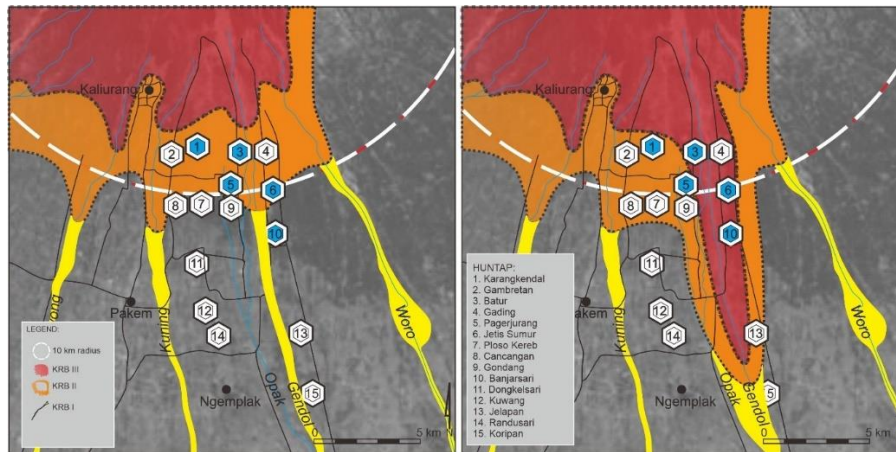 Kaliurang
2
1
3
4
5
6
8
7
9
10
11
12
14
13
15
Pakem
Kuning
Ngemplak
Opak
Gendol
Woro
LEGEND:
10 km radius
KRB III
KRB II
KRB I
0
5 km
N
Kaliurang
2
1
3
4
5
6
8
7
9
10
11
12
14
13
Kuning
Ngemplak
Opak
Gendol
Woro
HUNTAP:
1. Karangkendal
2. Gambretan
3. Batur
4. Gading
5. Pagerjurang
6. Jetis Sumur
7. Ploso Kereb
8. Cancangan
9. Gondang
10. Banjarsari
11. Dongkelsari
12. Kuwang
13. Jelapan
14. Randusari
15. Koripan
0
5 km